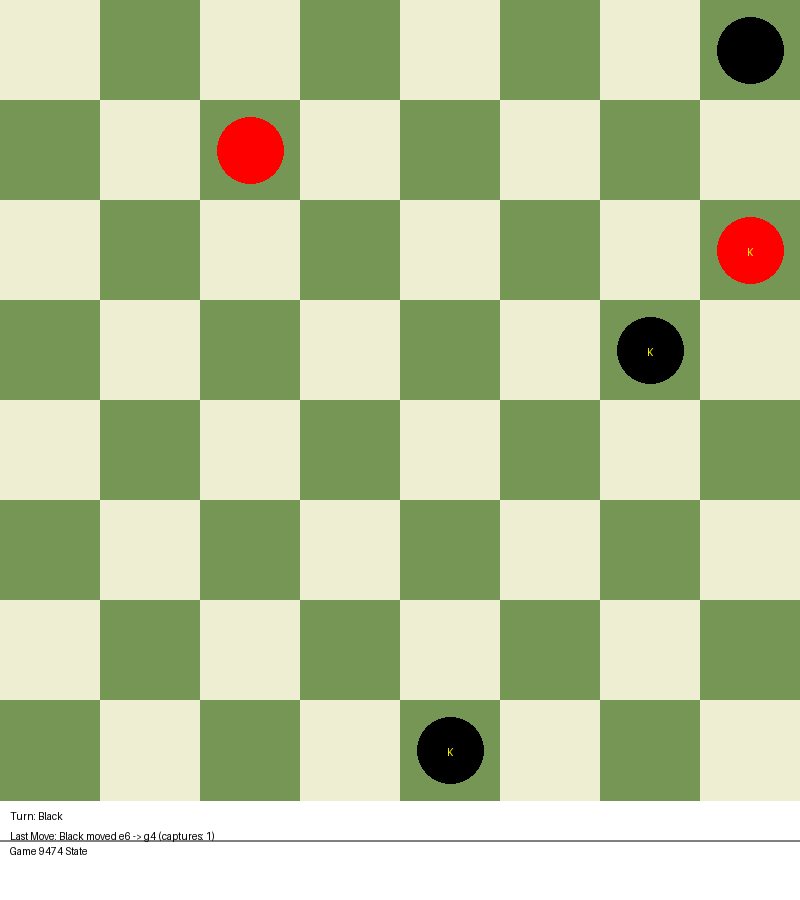 K
K
K
Turn: Black
Last Move: Black moved e6 -> g4 (captures: 1)
Game 9474 State